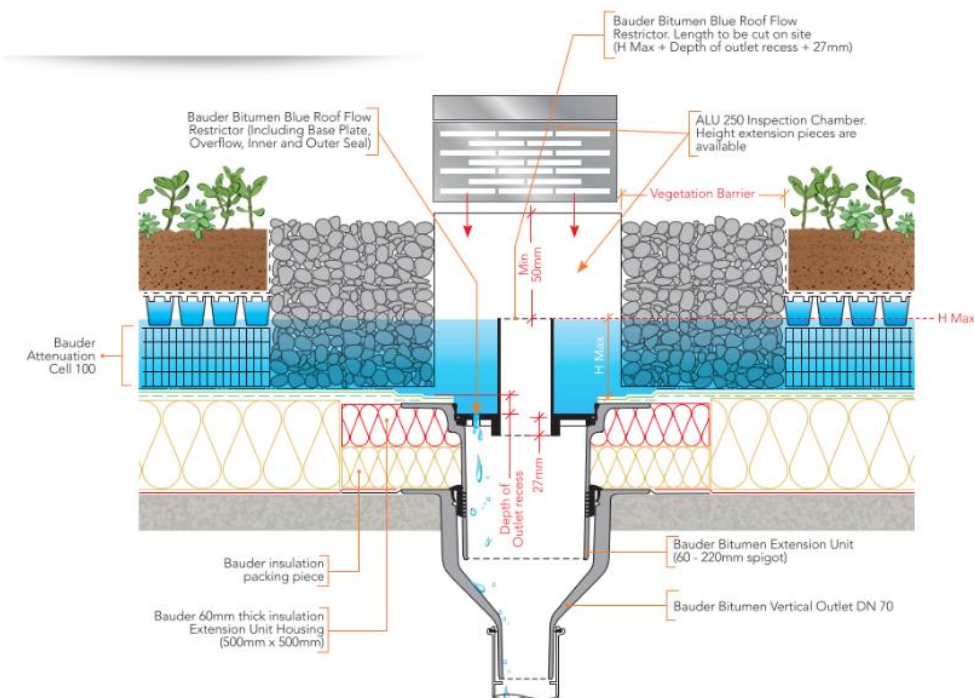 Bauder Bitumen Blue Roof Flow
Restrictor. Length to be cut on site
(H Max + Depth of outlet recess + 27mm)
Bauder Bitumen Blue Roof Flow
Restrictor (Including Base Plate,
Overflow, Inner and Outer Seal)
ALU 250 Inspection Chamber.
Height extension pieces are
available
Vegetation Barrier
Min
50mm
H Max
H Max
Bauder
Attenuation
Cell 100
27mm
Depth of
Outlet recess
Bauder insulation
packing piece
Bauder Bitumen Extension Unit
(60 - 220mm spigot)
Bauder 60mm thick insulation
Extension Unit Housing
(500mm x 500mm)
Bauder Bitumen Vertical Outlet DN 70